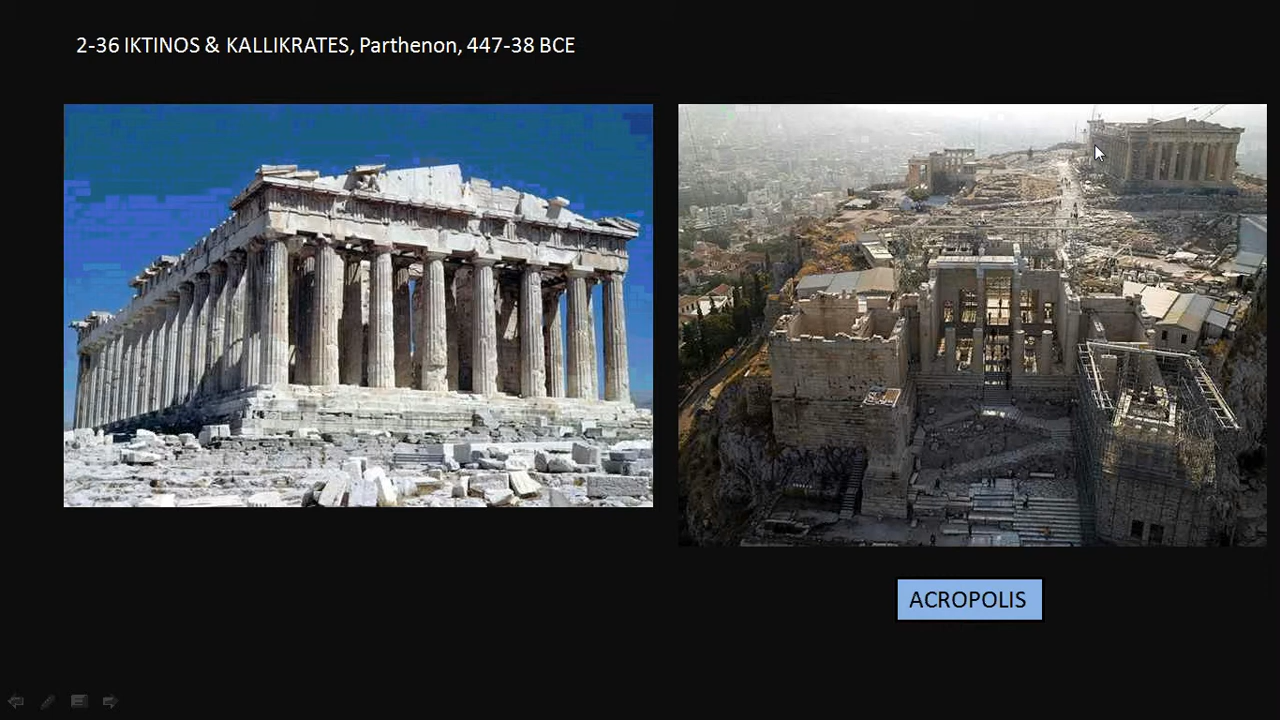 2-36 IKTINOS & KALLIKRATES, Parthenon, 447-38 BCE
ACROPOLIS